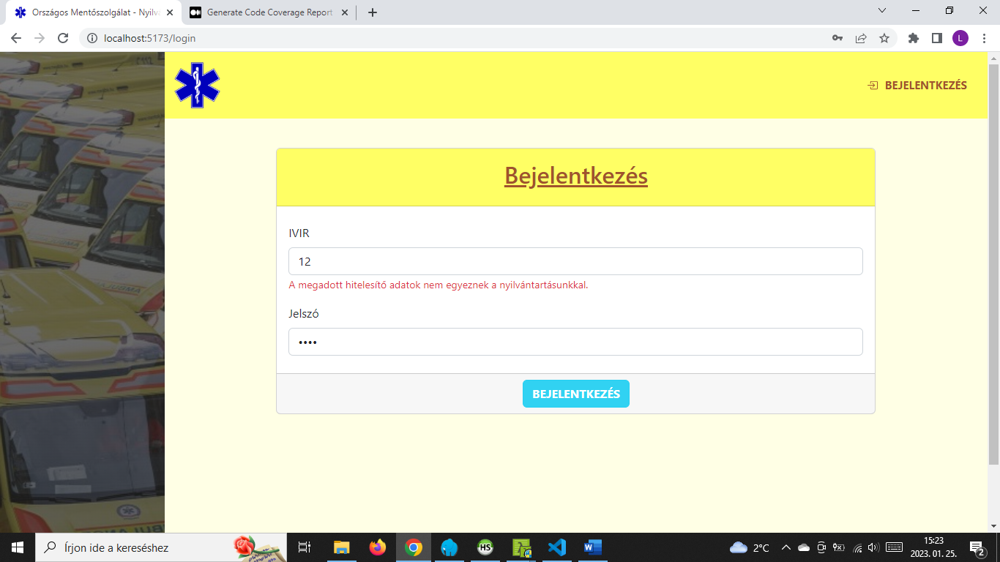 Országos Mentőszolgálat - Nyilvá
Generate Code Coverage Report
localhost:5173/login
L
BEJELENTKEZÉS
Bejelentkezés
IVIR
12
A megadott hitelesítő adatok nem egyeznek a nyilvántartásunkkal.
Jelszó
••••
BEJELENTKEZÉS
Írjon ide a kereséshez
HS
W
2°C
15:23
2023. 01. 25.
2